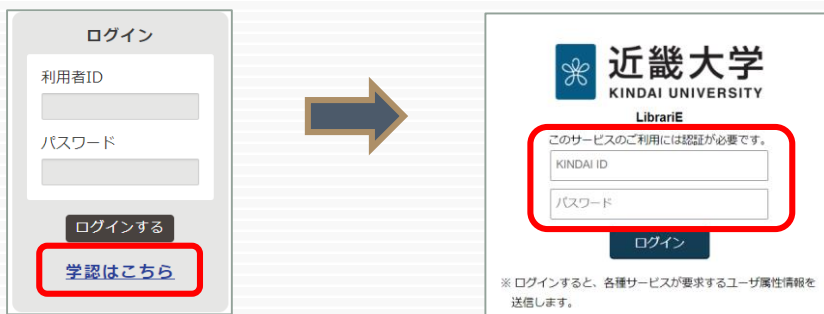 ログイン
利用者ID
パスワード
ログインする
学認はこちら
近畿大学
KINDAI UNIVERSITY
LibrariE
このサービスのご利用には認証が必要です。
KINDAI ID
パスワード
ログイン
※ ログインすると、各種サービスが要求するユーザ属性情報を
送信します。